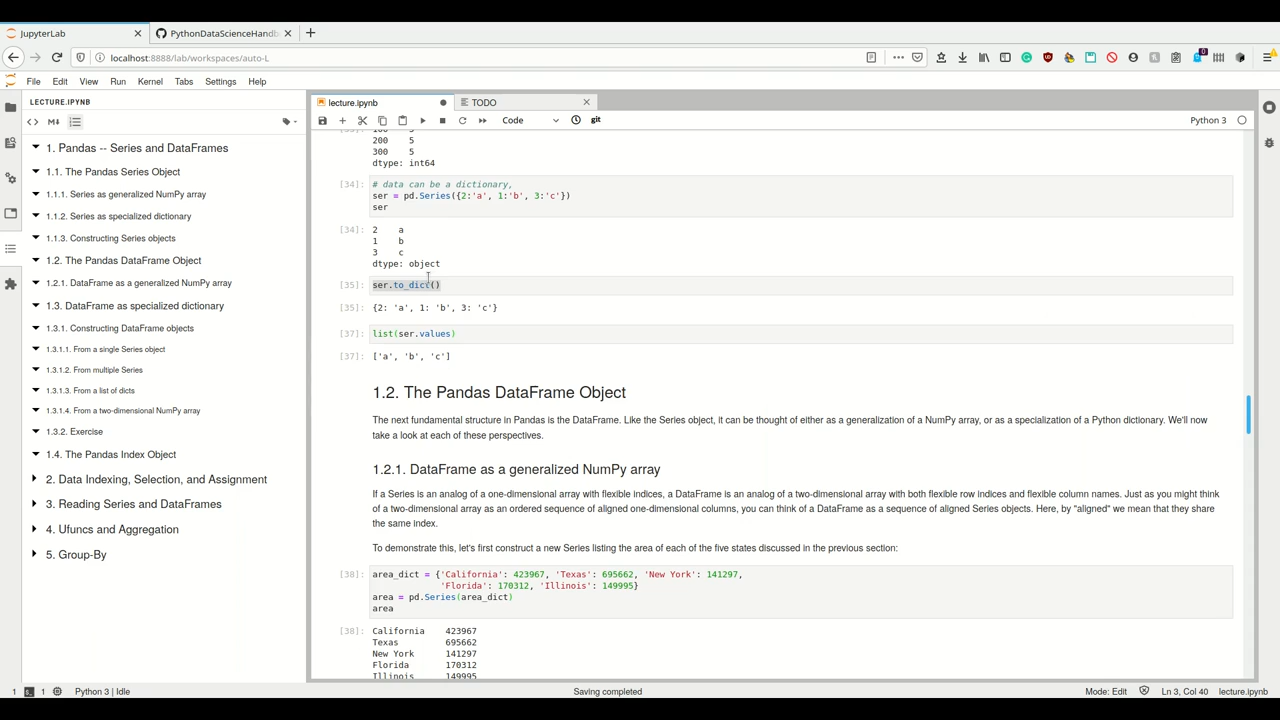 JupyterLab
PythonDataScienceHandb
localhost:8888/lab/workspaces/auto-L
File Edit View Run Kernel Tabs Settings Help
LECTURE.IPYNB
lecture.ipynb
TODO
Code
git
Python 3
1. Pandas -- Series and DataFrames
1.1. The Pandas Series Object
1.1.1. Series as generalized NumPy array
1.1.2. Series as specialized dictionary
1.1.3. Constructing Series objects
1.2. The Pandas DataFrame Object
1.2.1. DataFrame as a generalized NumPy array
1.3. DataFrame as specialized dictionary
1.3.1. Constructing DataFrame objects
1.3.1.1. From a single Series object
1.3.1.2. From multiple Series
1.3.1.3. From a list of dicts
1.3.1.4. From a two-dimensional NumPy array
1.3.2. Exercise
1.4. The Pandas Index Object
2. Data Indexing, Selection, and Assignment
3. Reading Series and DataFrames
4. Ufuncs and Aggregation
5. Group-By
200 5
300 5
dtype: int64
[34]: # data can be a dictionary,
ser = pd.Series({2:'a', 1:'b', 3:'c'})
ser
[34]: 2 a
1 b
3 c
dtype: object
[35]: ser.to_dict()
[35]: {2: 'a', 1: 'b', 3: 'c'}
[37]: list(ser.values)
[37]: ['a', 'b', 'c']
1.2. The Pandas DataFrame Object
The next fundamental structure in Pandas is the DataFrame. Like the Series object, it can be thought of either as a generalization of a NumPy array, or as a specialization of a Python dictionary. We'll now
take a look at each of these perspectives.
1.2.1. DataFrame as a generalized NumPy array
If a Series is an analog of a one-dimensional array with flexible indices, a DataFrame is an analog of a two-dimensional array with both flexible row indices and flexible column names. Just as you might think
of a two-dimensional array as an ordered sequence of aligned one-dimensional columns, you can think of a DataFrame as a sequence of aligned Series objects. Here, by "aligned" we mean that they share
the same index.
To demonstrate this, let's first construct a new Series listing the area of each of the five states discussed in the previous section:
[38]: area_dict = {'California': 423967, 'Texas': 695662, 'New York': 141297,
'Florida': 170312, 'Illinois': 149995}
area = pd.Series(area_dict)
area
[38]: California 423967
Texas 695662
New York 141297
Florida 170312
Illinois 149995
1 1 Python 3 | Idle
Saving completed
Mode: Edit Ln 3, Col 40 lecture.ipynb